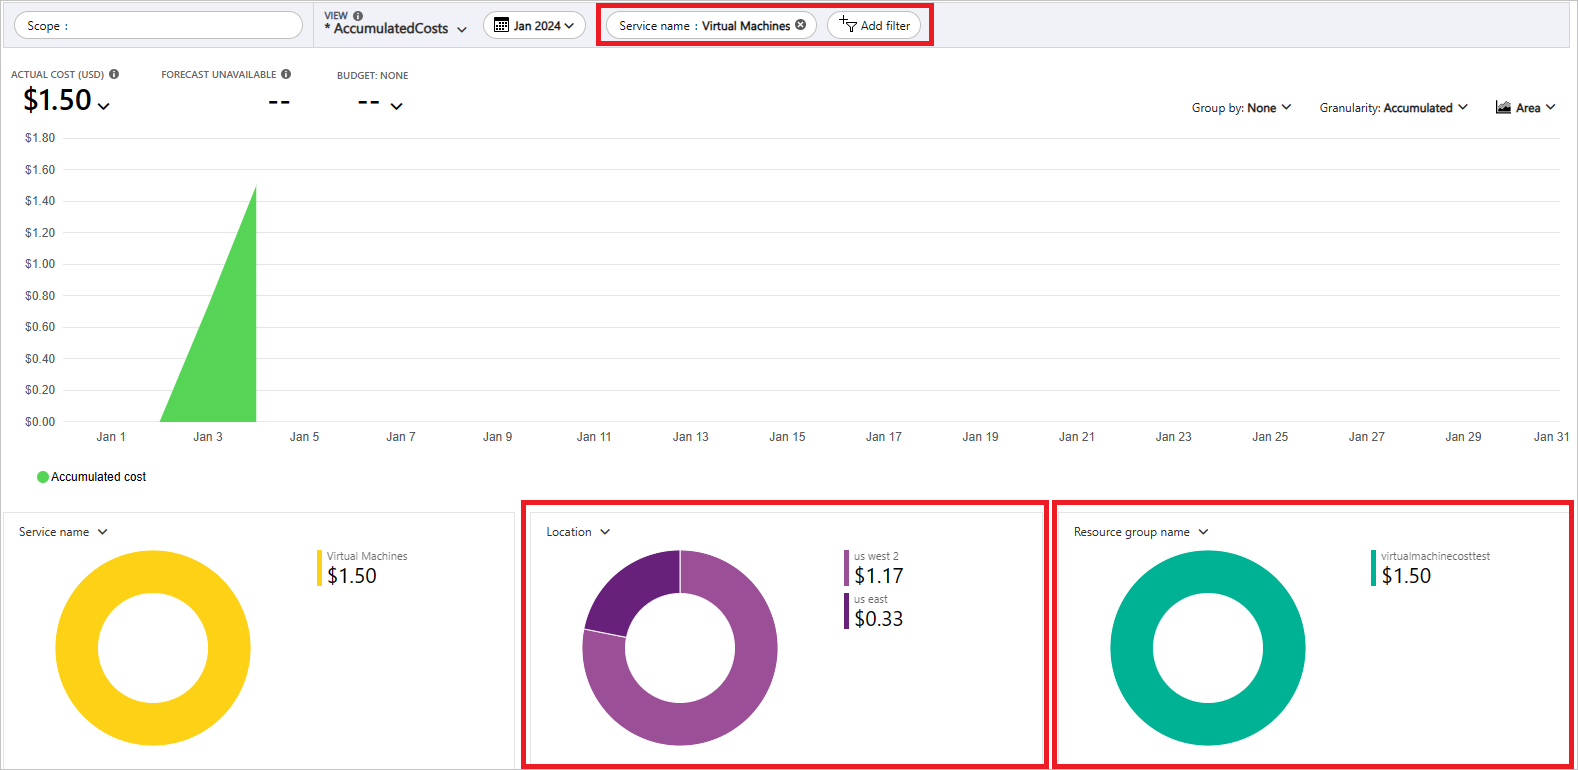 Scope :
VIEW
* AccumulatedCosts
Jan 2024
Service name : Virtual Machines
Add filter
ACTUAL COST (USD)
$1.50
FORECAST UNAVAILABLE
--
BUDGET: NONE
--
Group by: None
Granularity: Accumulated
Area
$1.80
$1.60
$1.40
$1.20
$1.00
$0.80
$0.60
$0.40
$0.20
$0.00
Jan 1 Jan 3 Jan 5 Jan 7 Jan 9 Jan 11 Jan 13 Jan 15 Jan 17 Jan 19 Jan 21 Jan 23 Jan 25 Jan 27 Jan 29 Jan 31
Accumulated cost
Service name
Virtual Machines
$1.50
Location
us west 2
$1.17
us east
$0.33
Resource group name
virtualmachinecosttest
$1.50